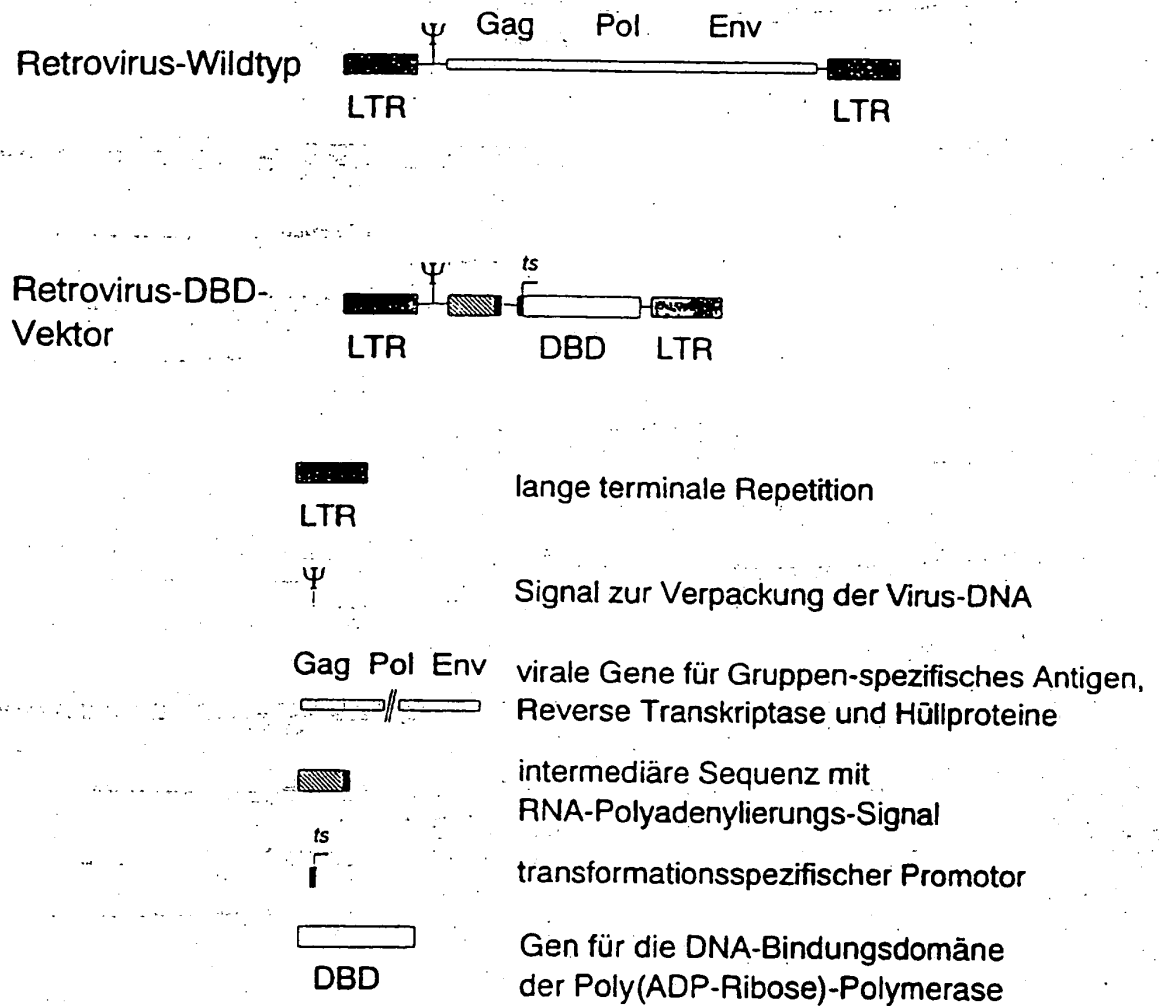 Ψ Gag Pol Env
Retrovirus-Wildtyp
LTR LTR
Ψ ts
Retrovirus-DBD-
Vektor
LTR DBD LTR
lange terminale Repetition
LTR
Ψ
Signal zur Verpackung der Virus-DNA
Gag Pol Env
virale Gene für Gruppen-spezifisches Antigen,
Reverse Transkriptase und Hüllproteine
intermediäre Sequenz mit
RNA-Polyadenylierungs-Signal
ts
transformationsspezifischer Promotor
Gen für die DNA-Bindungsdomäne
der Poly(ADP-Ribose)-Polymerase
DBD